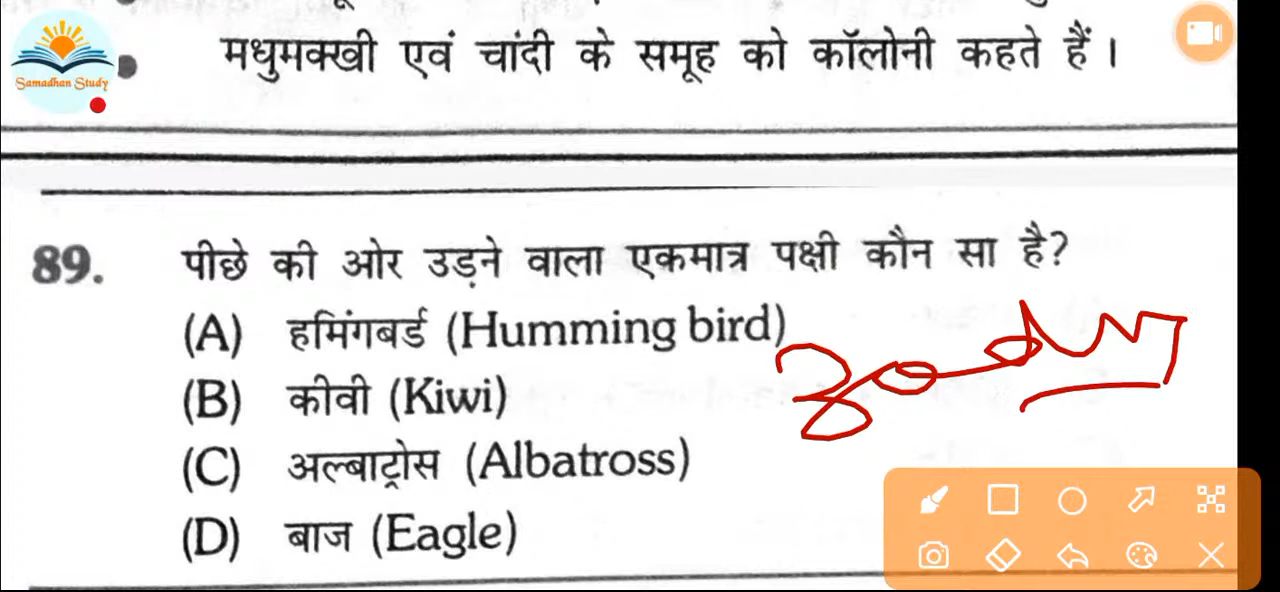 मधुमक्खी एवं चांदी के समूह को कॉलोनी कहते हैं ।
Samadhan Study
89. पीछे की ओर उड़ने वाला एकमात्र पक्षी कौन सा है?
(A) हमिंगबर्ड (Humming bird)
(B) कीवी (Kiwi)
(C) अल्बाट्रोस (Albatross)
(D) बाज (Eagle)